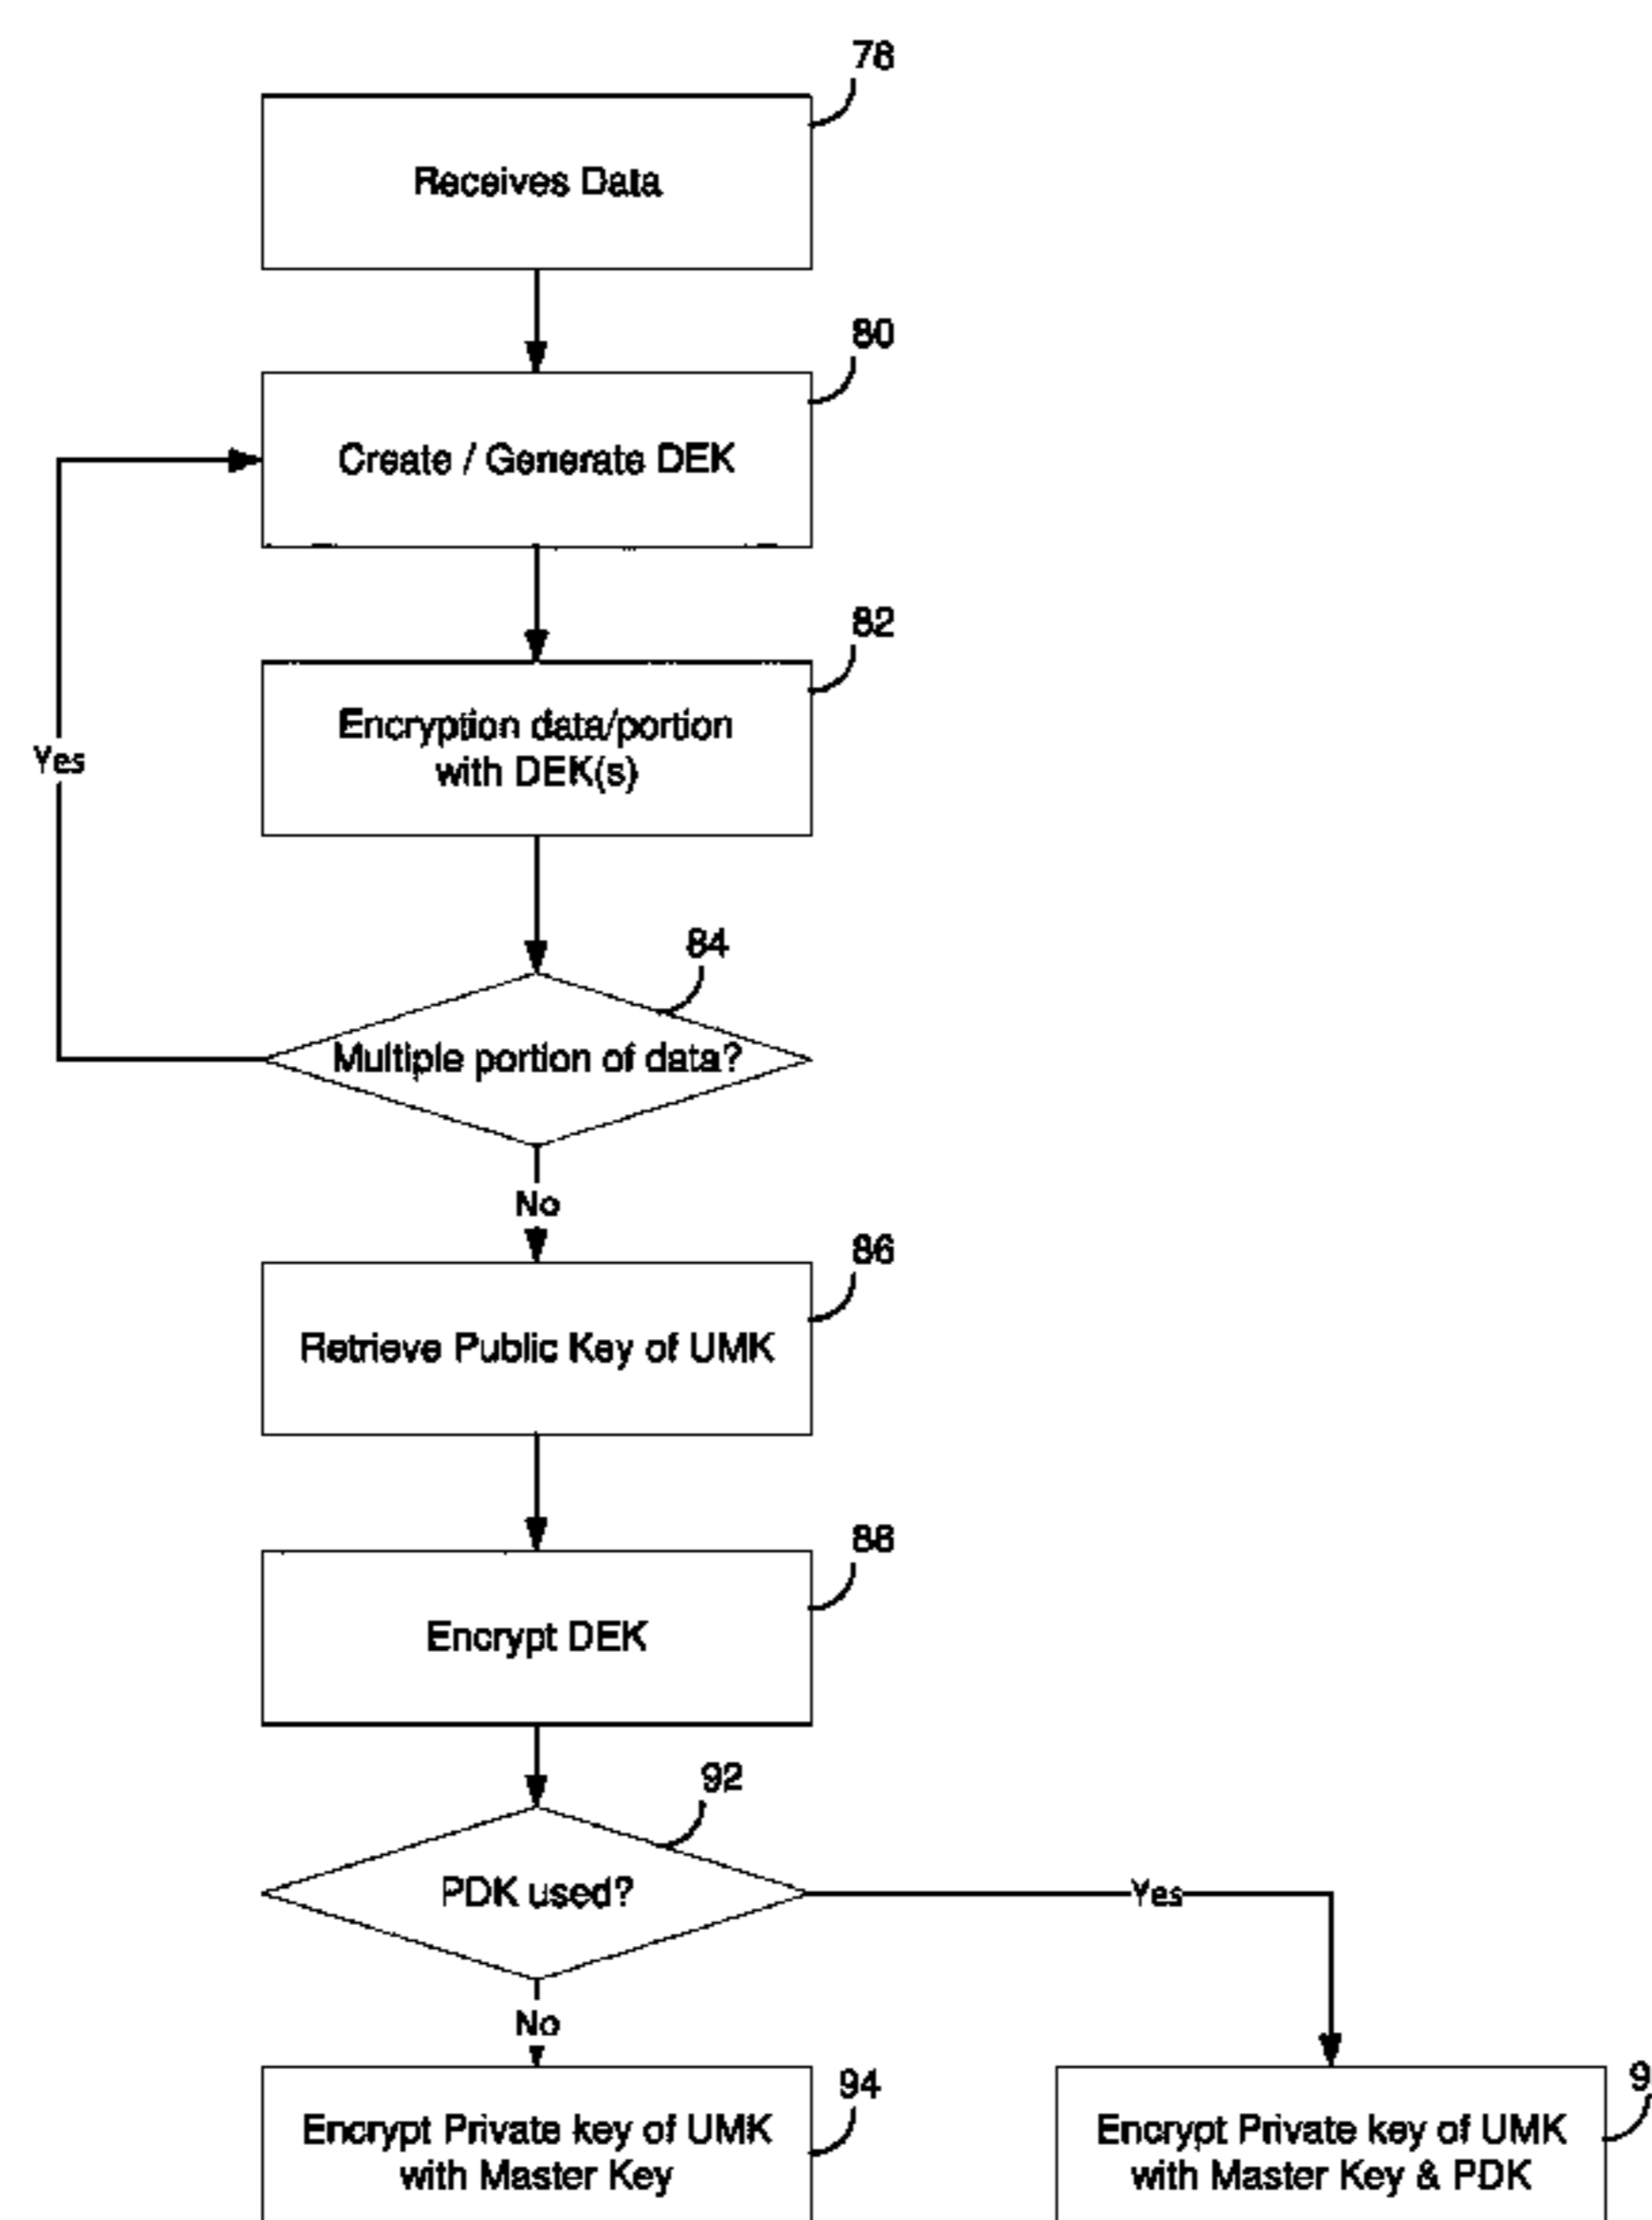 78
Receives Data
80
Create / Generate DEK
82
Encryption data/portion
with DEK(s)
Yes
84
Multiple portion of data?
No
86
Retrieve Public Key of UMK
88
Encrypt DEK
92
PDK used?
Yes
No
94
Encrypt Private key of UMK
with Master Key
Encrypt Private key of UMK
with Master Key & PDK